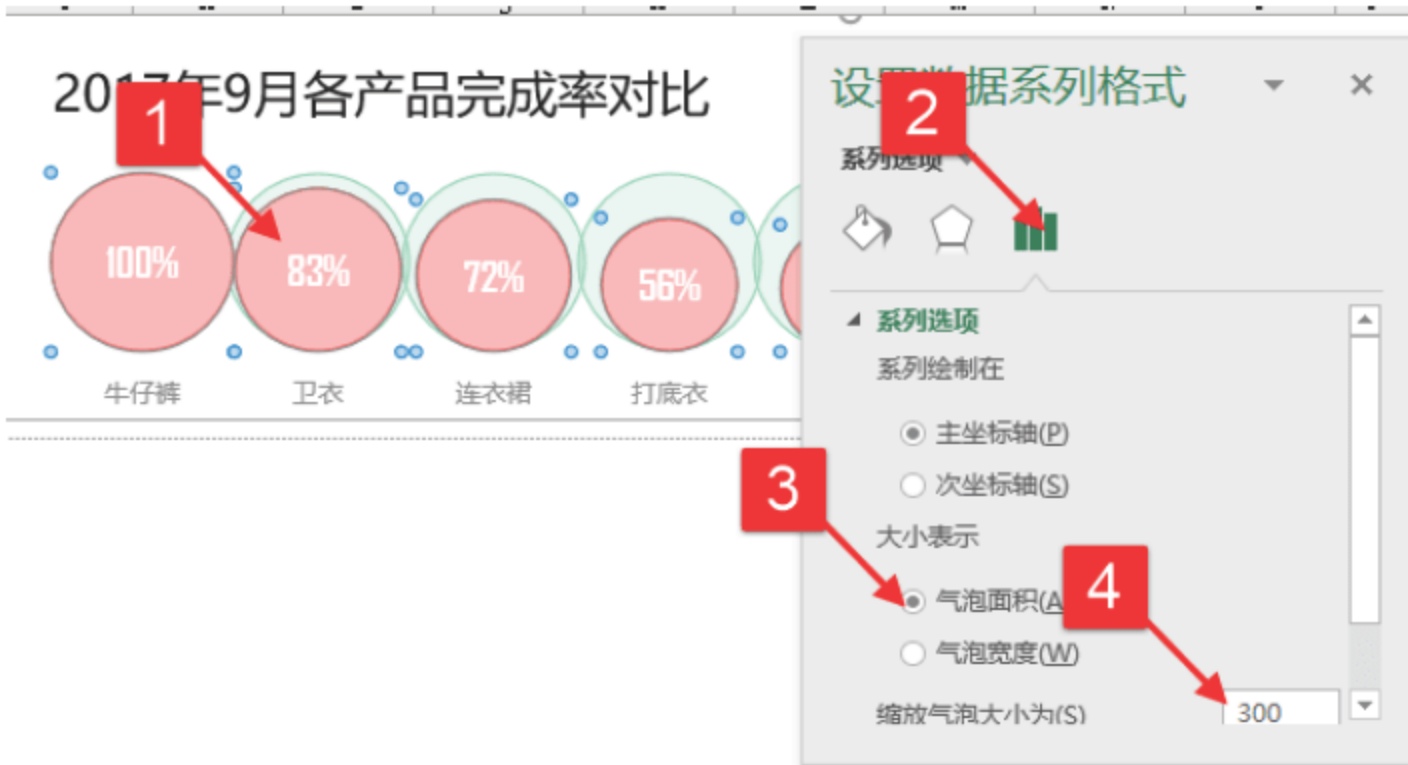 2017年9月各产品完成率对比
1
100%
83%
72%
56%
牛仔裤
卫衣
连衣裙
打底衣
设置数据系列格式
2
系列选项
系列选项
系列绘制在
主坐标轴(P)
次坐标轴(S)
3
大小表示
气泡面积(A
4
气泡宽度(W)
缩放气泡大小为(S)
300